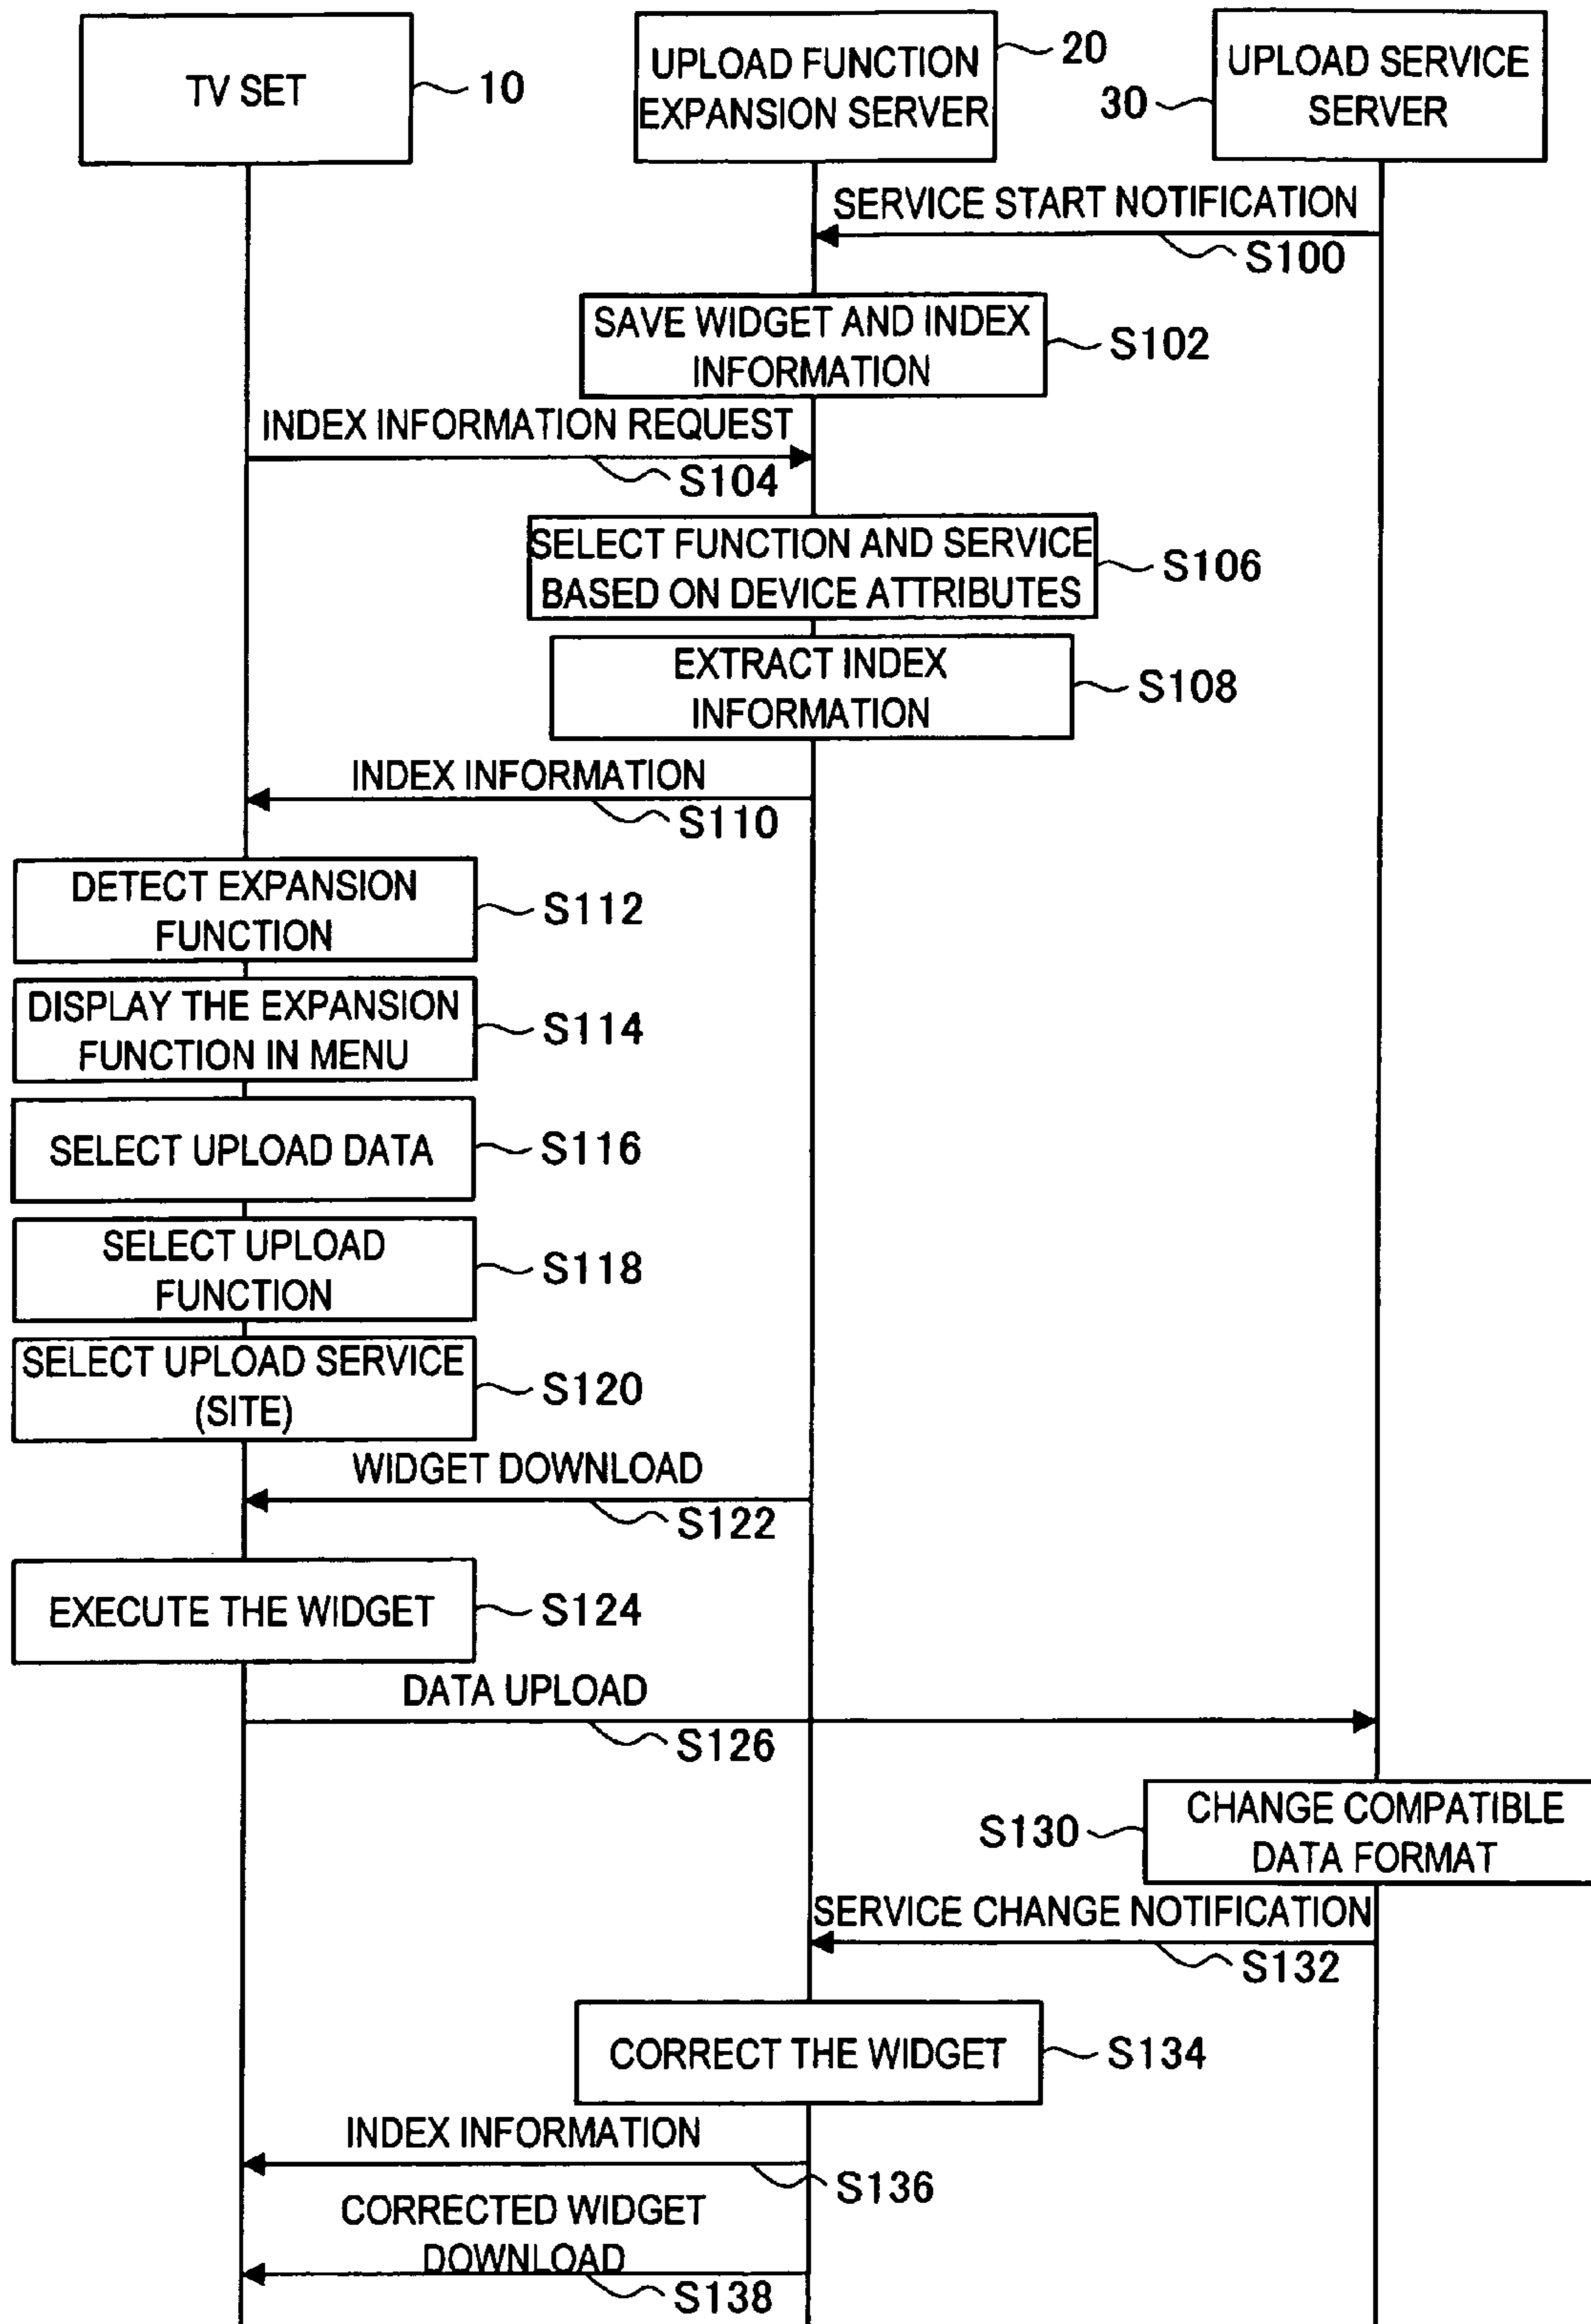 TV SET
10
UPLOAD FUNCTION
EXPANSION SERVER
20
30
UPLOAD SERVICE
SERVER
SERVICE START NOTIFICATION
S100
SAVE WIDGET AND INDEX
INFORMATION
S102
INDEX INFORMATION REQUEST
S104
SELECT FUNCTION AND SERVICE
BASED ON DEVICE ATTRIBUTES
S106
EXTRACT INDEX
INFORMATION
S108
INDEX INFORMATION
S110
DETECT EXPANSION
FUNCTION
S112
DISPLAY THE EXPANSION
FUNCTION IN MENU
S114
SELECT UPLOAD DATA
S116
SELECT UPLOAD
FUNCTION
S118
SELECT UPLOAD SERVICE
(SITE)
S120
WIDGET DOWNLOAD
S122
EXECUTE THE WIDGET
S124
DATA UPLOAD
S126
S130
CHANGE COMPATIBLE
DATA FORMAT
SERVICE CHANGE NOTIFICATION
S132
CORRECT THE WIDGET
S134
INDEX INFORMATION
S136
CORRECTED WIDGET
DOWNLOAD
S138